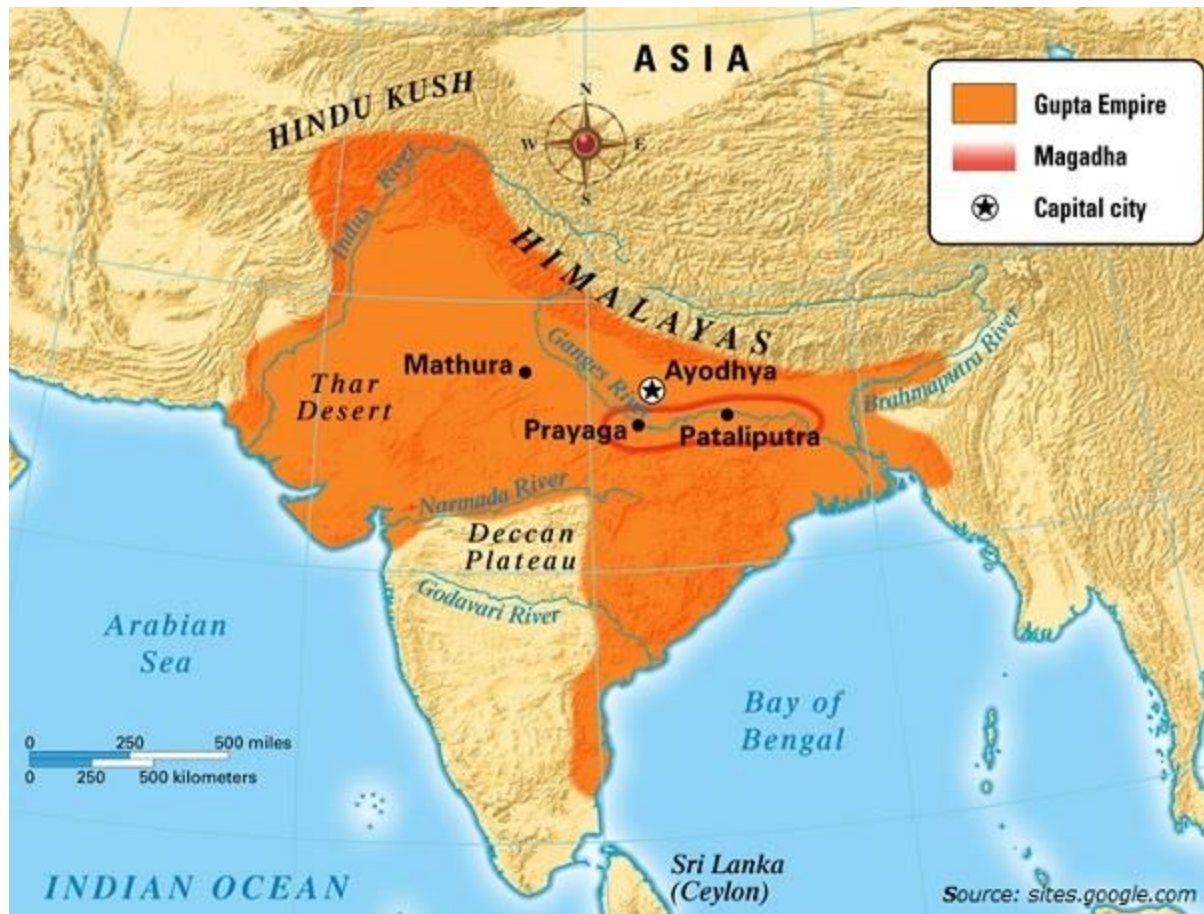 ASIA
HINDU KUSH
N
W E
S
Gupta Empire
Magadha
Capital city
Indus River
HIMALAYAS
Ganges River
Mathura
Ayodhya
Brahmaputra River
Thar
Desert
Prayaga
Pataliputra
Narmada River
Deccan
Plateau
Godavari River
Arabian
Sea
Bay of
Bengal
0 250 500 miles
0 250 500 kilometers
Sri Lanka
(Ceylon)
INDIAN OCEAN
Source: sites.google.com